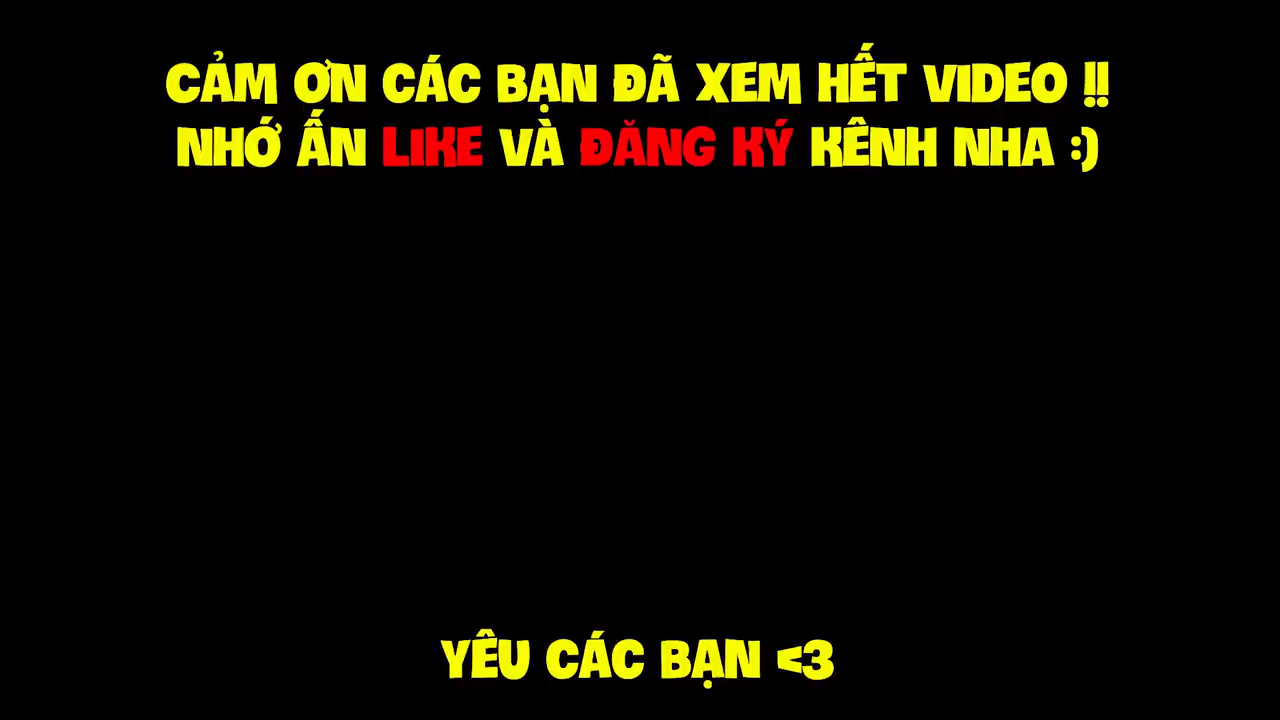 CẢM ƠN CÁC BẠN ĐÃ XEM HẾT VIDEO !!
NHỚ ẤN LIKE VÀ ĐĂNG KÝ KÊNH NHA :)
YÊU CÁC BẠN <3